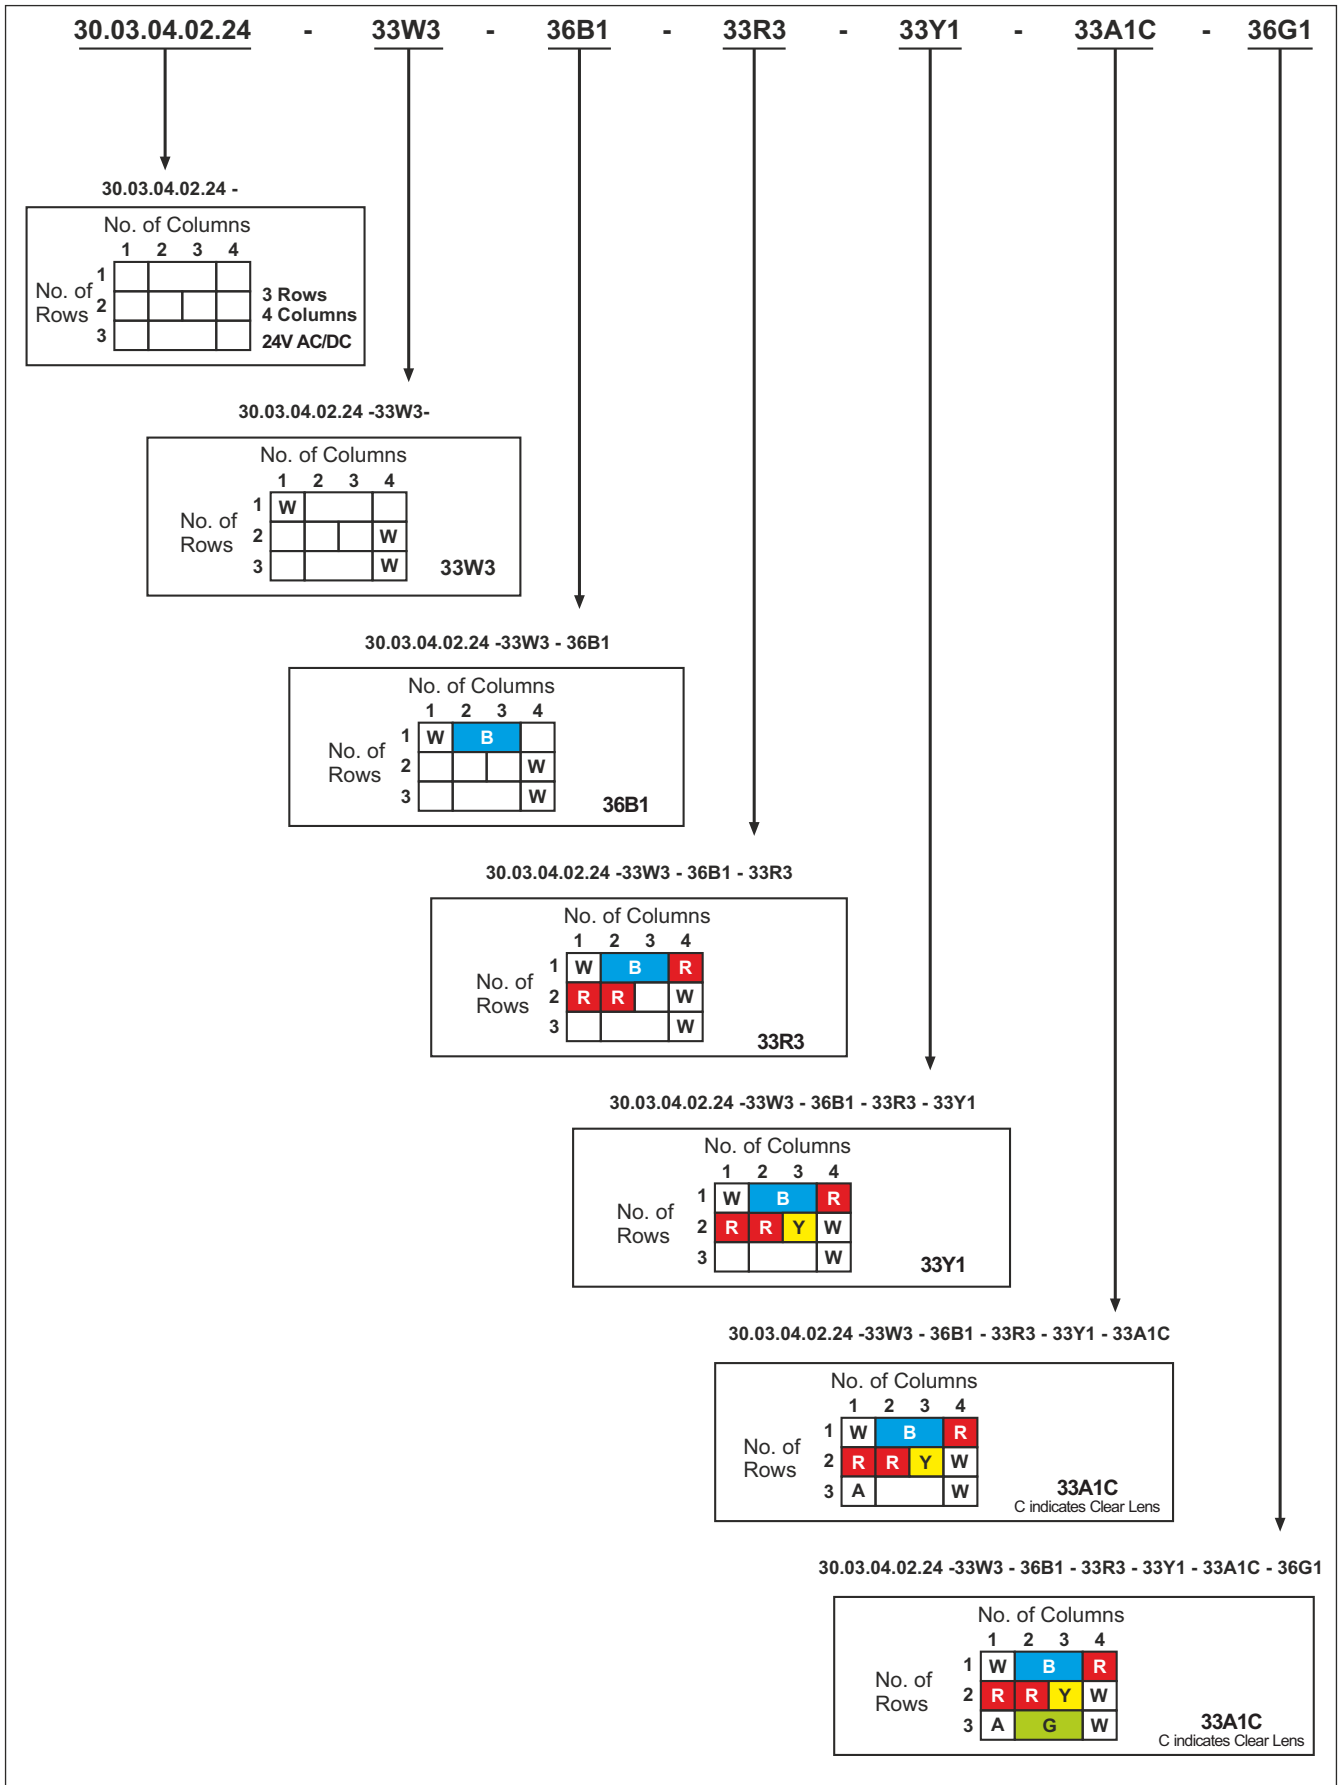 30.03.04.02.24 - 33W3 - 36B1 - 33R3 - 33Y1 - 33A1C - 36G1
30.03.04.02.24 -
No. of Columns
1 2 3 4
No. of Rows
1
2
3
3 Rows
4 Columns
24V AC/DC
30.03.04.02.24 -33W3-
No. of Columns
1 2 3 4
No. of Rows
1 W
2 W
3 W
33W3
30.03.04.02.24 -33W3 - 36B1
No. of Columns
1 2 3 4
No. of Rows
1 W B
2 W
3 W
36B1
30.03.04.02.24 -33W3 - 36B1 - 33R3
No. of Columns
1 2 3 4
No. of Rows
1 W B R
2 R R W
3 W
33R3
30.03.04.02.24 -33W3 - 36B1 - 33R3 - 33Y1
No. of Columns
1 2 3 4
No. of Rows
1 W B R
2 R R Y W
3 W
33Y1
30.03.04.02.24 -33W3 - 36B1 - 33R3 - 33Y1 - 33A1C
No. of Columns
1 2 3 4
No. of Rows
1 W B R
2 R R Y W
3 A W
33A1C
C indicates Clear Lens
30.03.04.02.24 -33W3 - 36B1 - 33R3 - 33Y1 - 33A1C - 36G1
No. of Columns
1 2 3 4
No. of Rows
1 W B R
2 R R Y W
3 A G W
33A1C
C indicates Clear Lens